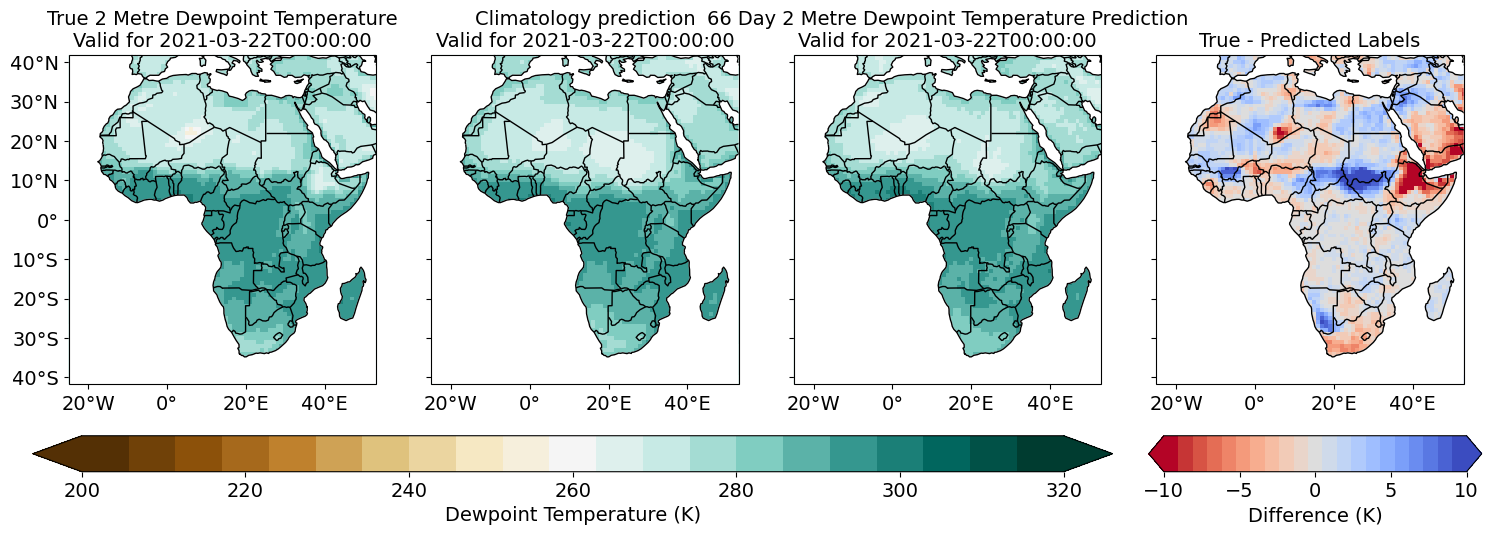 True 2 Metre Dewpoint Temperature
Valid for 2021-03-22T00:00:00
Climatology prediction  66 Day 2 Metre Dewpoint Temperature Prediction
Valid for 2021-03-22T00:00:00
Valid for 2021-03-22T00:00:00
True - Predicted Labels
40°N
30°N
20°N
10°N
0°
10°S
20°S
30°S
40°S
20°W 0° 20°E 40°E
20°W 0° 20°E 40°E
20°W 0° 20°E 40°E
20°W 0° 20°E 40°E
200 220 240 260 280 300 320
Dewpoint Temperature (K)
−10 −5 0 5 10
Difference (K)